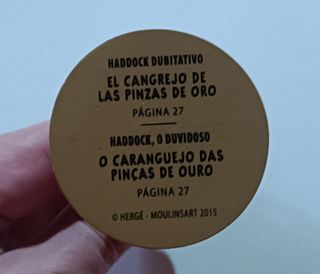 HADDOCK DUBITATIVO
EL CANGREJO DE
LAS PINZAS DE ORO
PÁGINA 27
HADDOCK, O DUVIDOSO
O CARANGUEJO DAS
PINÇAS DE OURO
PÁGINA 27
© HERGÉ - MOULINSART 2015